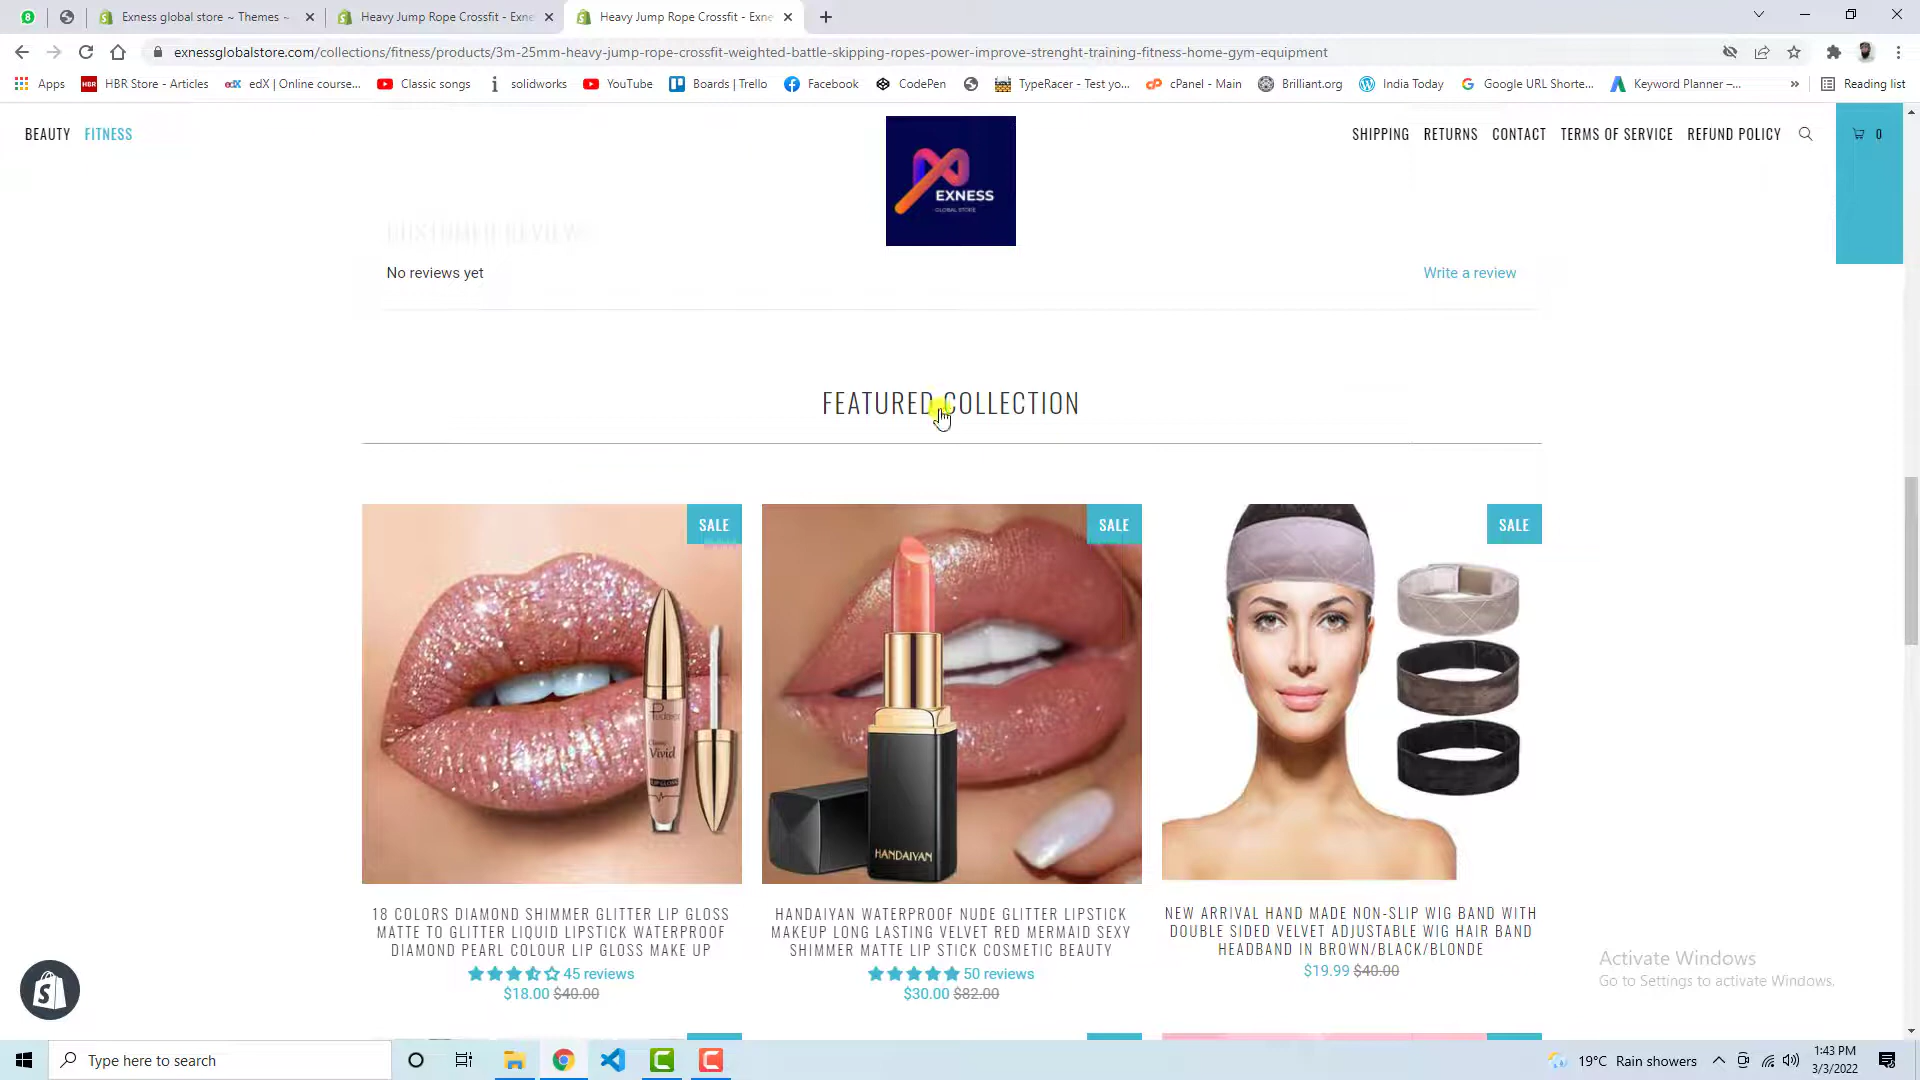 Exness global store ~ Themes ~
Heavy Jump Rope Crossfit - Exne
Heavy Jump Rope Crossfit - Exne
exnessglobalstore.com/collections/fitness/products/3m-25mm-heavy-jump-rope-crossfit-weighted-battle-skipping-ropes-power-improve-strenght-training-fitness-home-gym-equipment
Apps
HBR Store - Articles
edX | Online course...
Classic songs
solidworks
YouTube
Boards | Trello
Facebook
CodePen
TypeRacer - Test yo...
cPanel - Main
Brilliant.org
India Today
Google URL Shorte...
Keyword Planner –...
»
Reading list
BEAUTY FITNESS
EXNESS
GLOBAL STORE
SHIPPING RETURNS CONTACT TERMS OF SERVICE REFUND POLICY
0
CUSTOMER REVIEWS
No reviews yet
Write a review
FEATURED COLLECTION
SALE
SALE
SALE
Pudaier
Vivid
LIP GLOSS
HANDAIYAN
18 COLORS DIAMOND SHIMMER GLITTER LIP GLOSS
MATTE TO GLITTER LIQUID LIPSTICK WATERPROOF
DIAMOND PEARL COLOUR LIP GLOSS MAKE UP
45 reviews
$18.00 $40.00
HANDAIYAN WATERPROOF NUDE GLITTER LIPSTICK
MAKEUP LONG LASTING VELVET RED MERMAID SEXY
SHIMMER MATTE LIP STICK COSMETIC BEAUTY
50 reviews
$30.00 $82.00
NEW ARRIVAL HAND MADE NON-SLIP WIG BAND WITH
DOUBLE SIDED VELVET ADJUSTABLE WIG HAIR BAND
HEADBAND IN BROWN/BLACK/BLONDE
$19.99 $40.00
Activate Windows
Go to Settings to activate Windows.
Type here to search
19°C Rain showers
1:43 PM
3/3/2022